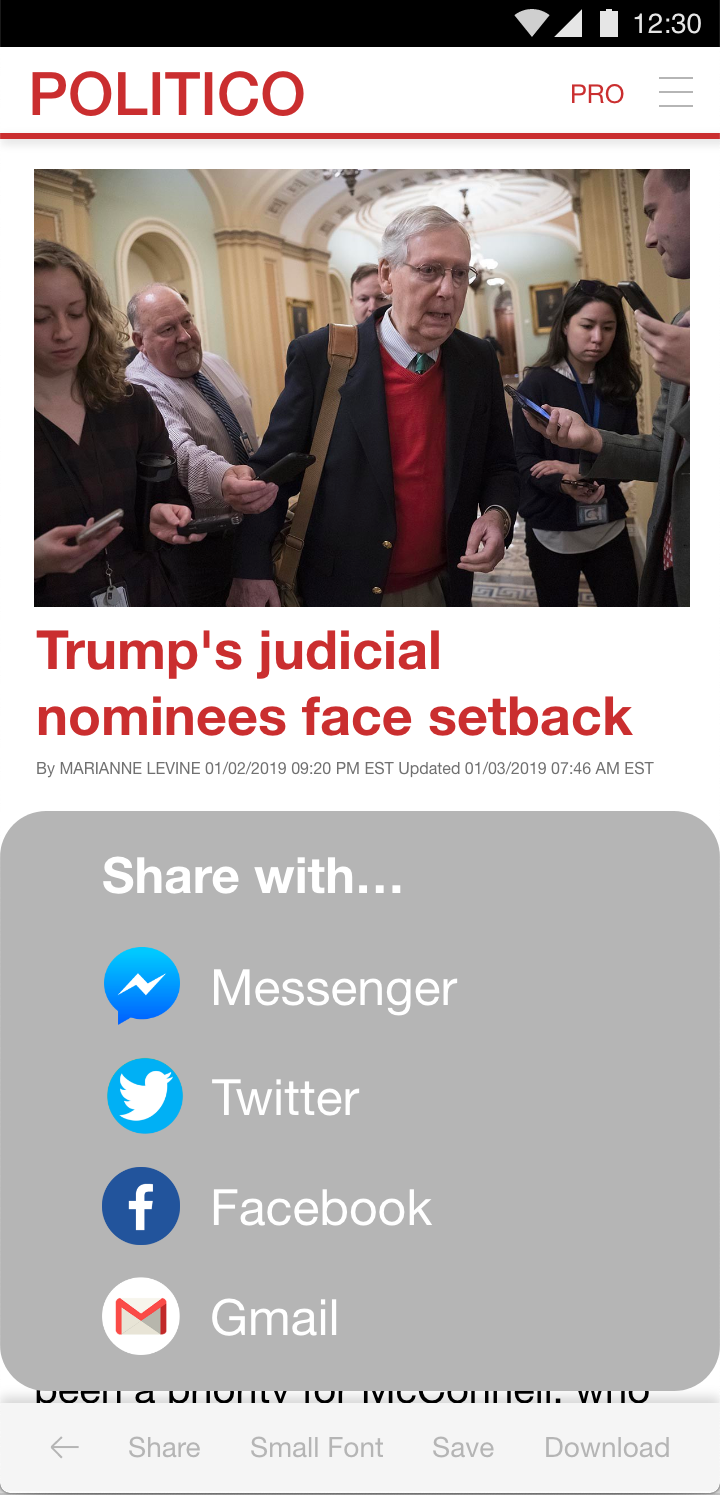 12:30
POLITICO
PRO
Trump's judicial
nominees face setback
By MARIANNE LEVINE 01/02/2019 09:20 PM EST Updated 01/03/2019 07:46 AM EST
Share with…
Messenger
Twitter
Facebook
Gmail
been a priority for McConnell, who
Share Small Font Save Download